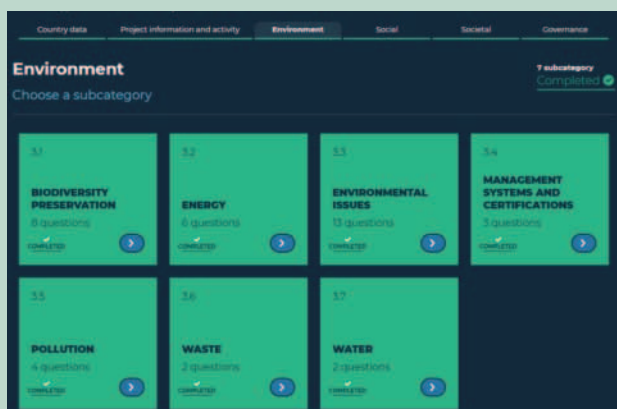 Country data Project information and activity Environment Social Societal Governance
Environment
7 subcategory
Completed
Choose a subcategory
3.1
BIODIVERSITY
PRESERVATION
8 questions
COMPLETED
3.2
ENERGY
6 questions
COMPLETED
3.3
ENVIRONMENTAL
ISSUES
13 questions
COMPLETED
3.4
MANAGEMENT
SYSTEMS AND
CERTIFICATIONS
3 questions
COMPLETED
3.5
POLLUTION
4 questions
COMPLETED
3.6
WASTE
2 questions
COMPLETED
3.7
WATER
2 questions
COMPLETED